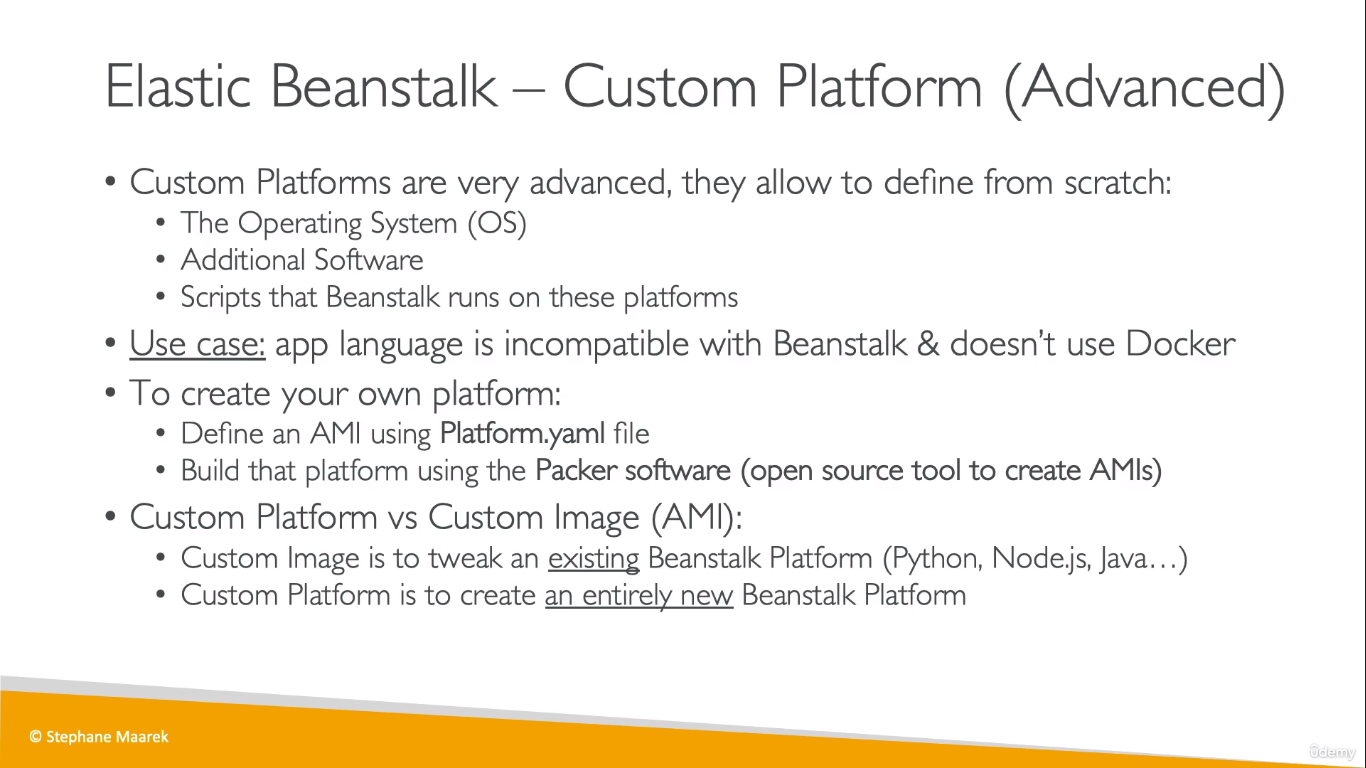 Elastic Beanstalk – Custom Platform (Advanced)
• Custom Platforms are very advanced, they allow to define from scratch:
• The Operating System (OS)
• Additional Software
• Scripts that Beanstalk runs on these platforms
• Use case: app language is incompatible with Beanstalk & doesn't use Docker
• To create your own platform:
• Define an AMI using Platform.yaml file
• Build that platform using the Packer software (open source tool to create AMIs)
• Custom Platform vs Custom Image (AMI):
• Custom Image is to tweak an existing Beanstalk Platform (Python, Node.js, Java…)
• Custom Platform is to create an entirely new Beanstalk Platform
© Stephane Maarek
ûdemy